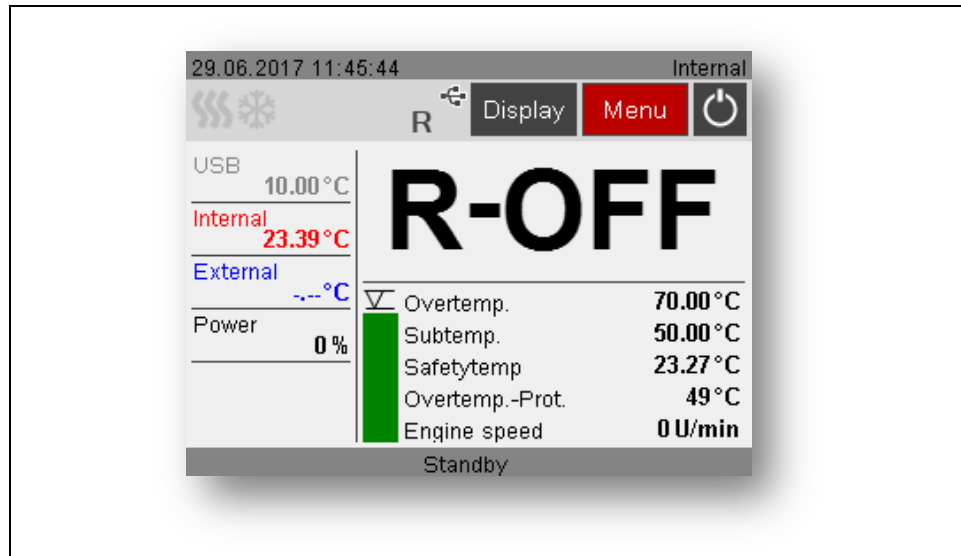 29.06.2017 11:45:44 Internal
R Display Menu
USB
10.00°C
Internal
23.39°C
External
-.--°C
Power
0 %
R-OFF
Overtemp. 70.00°C
Subtemp. 50.00°C
Safetytemp 23.27°C
Overtemp.-Prot. 49°C
Engine speed 0 U/min
Standby